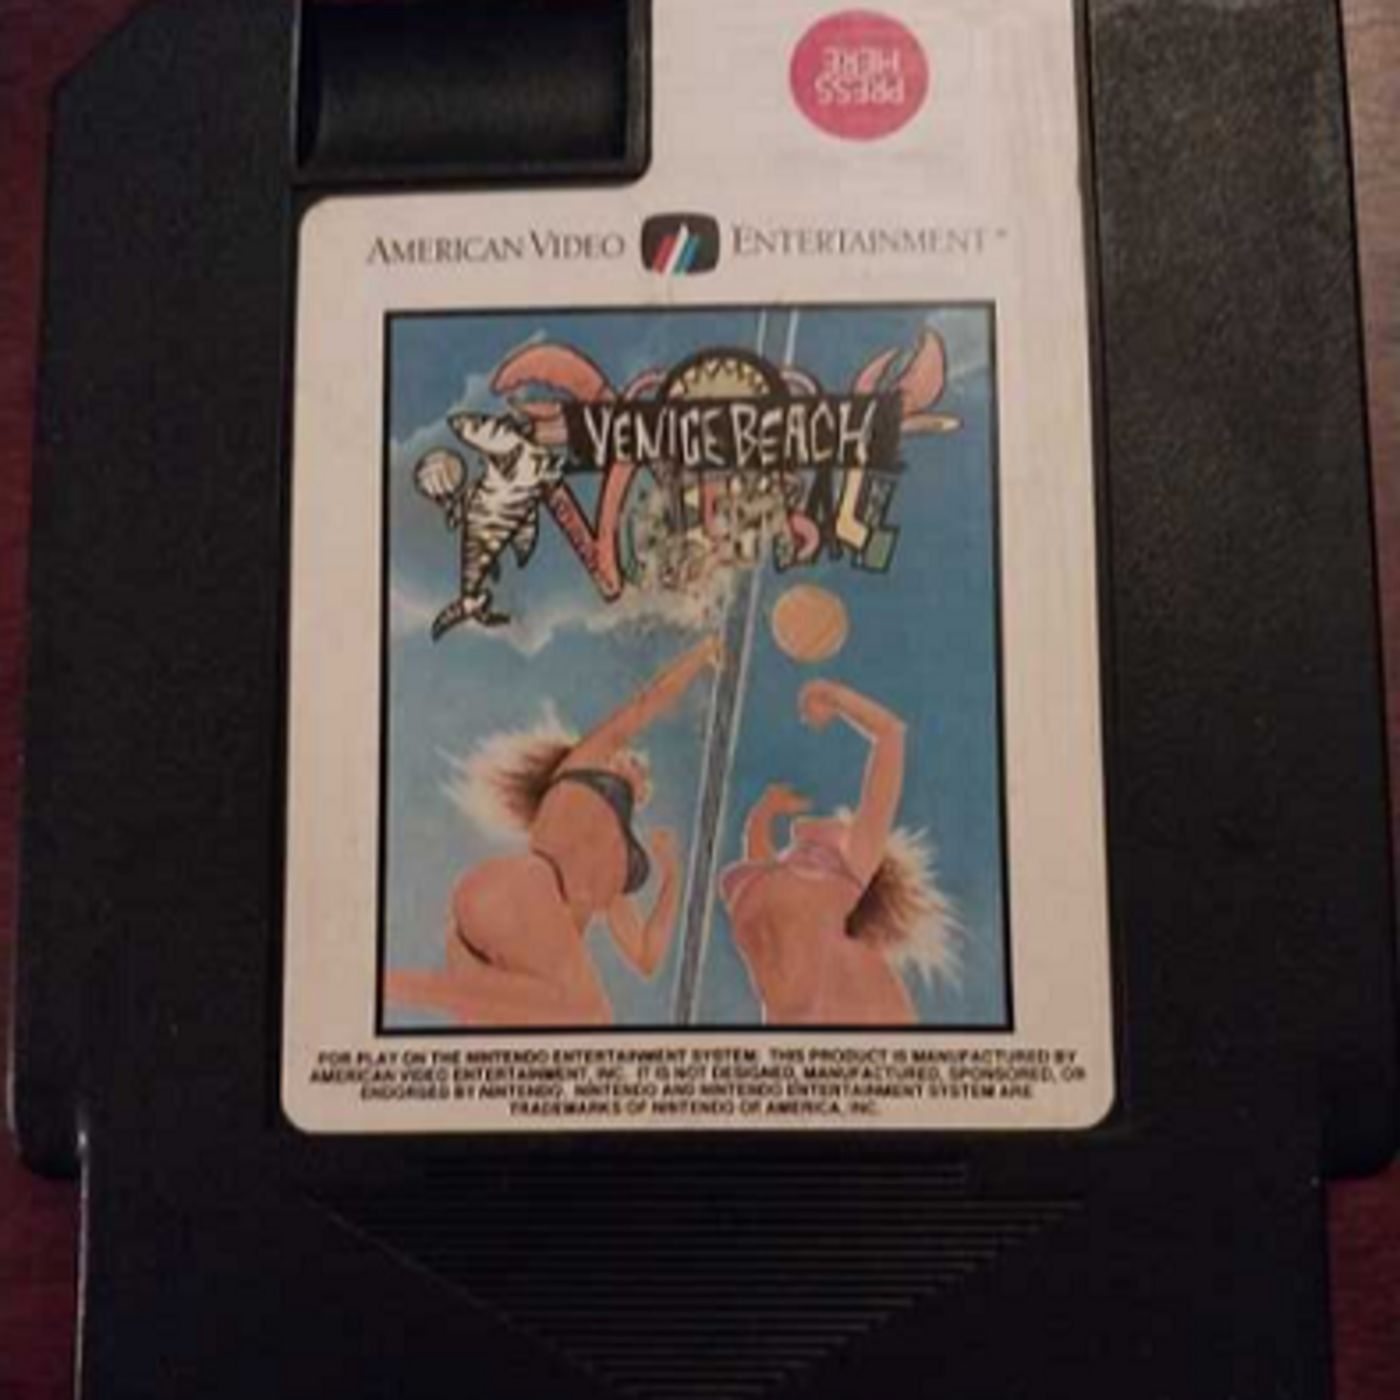 PRESS
HERE
AMERICAN VIDEO ENTERTAINMENT™
VENICE BEACH
VOLLEYBALL
FOR PLAY ON THE NINTENDO ENTERTAINMENT SYSTEM. THIS PRODUCT IS MANUFACTURED BY
AMERICAN VIDEO ENTERTAINMENT, INC. IT IS NOT DESIGNED, MANUFACTURED, SPONSORED, OR
ENDORSED BY NINTENDO. NINTENDO AND NINTENDO ENTERTAINMENT SYSTEM ARE
TRADEMARKS OF NINTENDO OF AMERICA, INC.